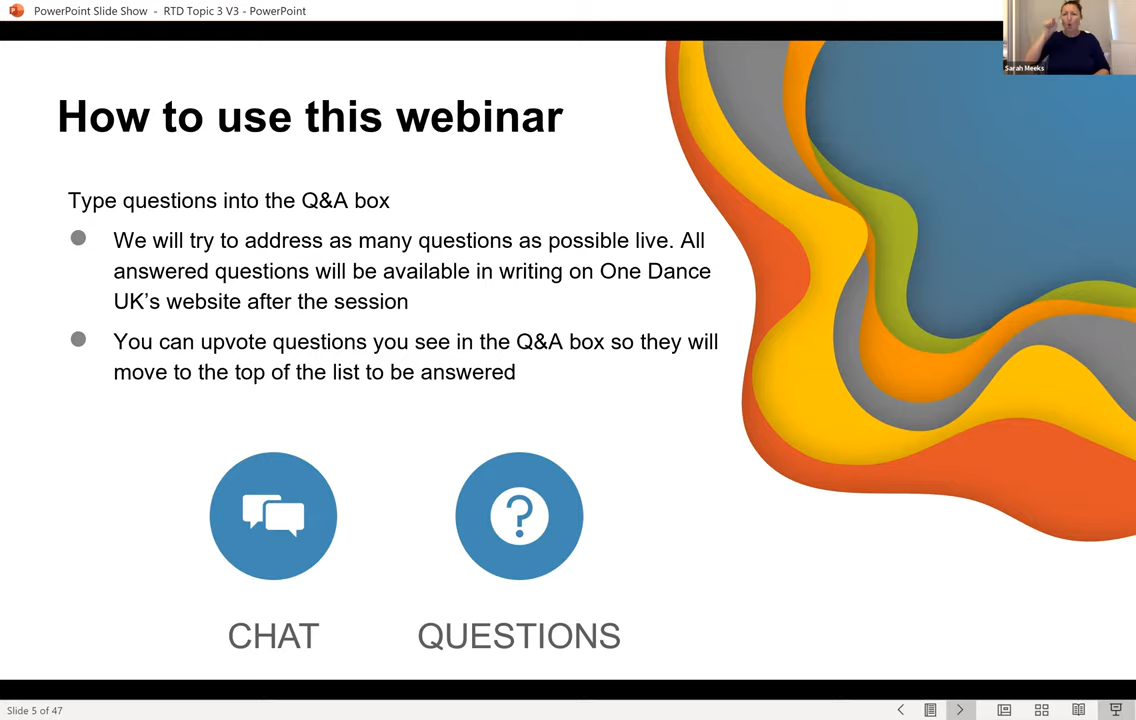 PowerPoint Slide Show - RTD Topic 3 V3 - PowerPoint
Sarah Meeks
How to use this webinar
Type questions into the Q&A box
We will try to address as many questions as possible live. All
answered questions will be available in writing on One Dance
UK’s website after the session
You can upvote questions you see in the Q&A box so they will
move to the top of the list to be answered
CHAT
QUESTIONS
Slide 5 of 47